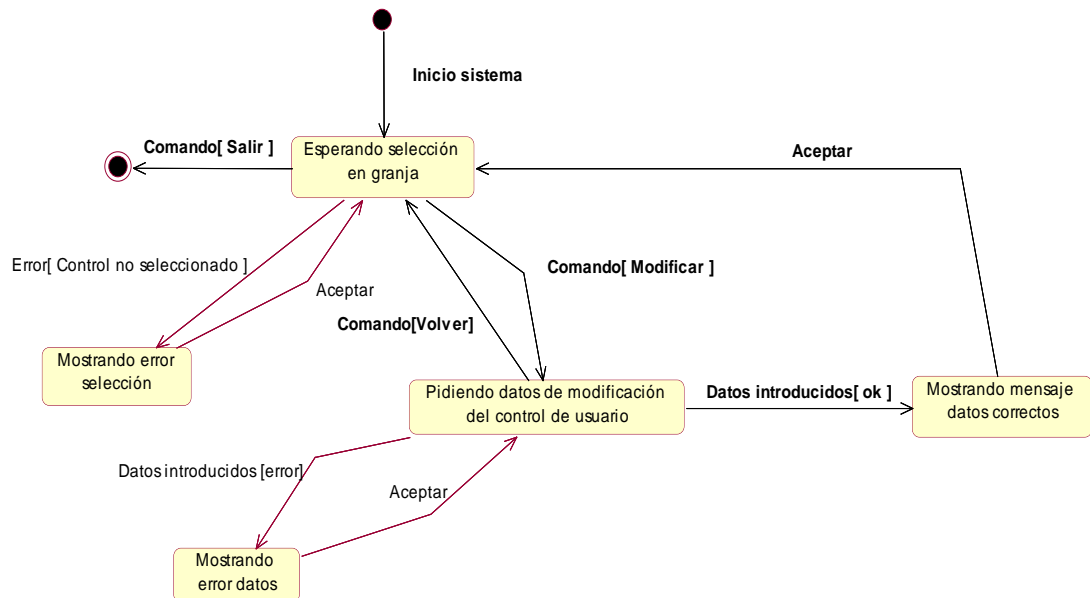 Inicio sistema
Comando[ Salir ]
Esperando selección
en granja
Aceptar
Error[ Control no seleccionado ]
Aceptar
Comando[ Modificar ]
Comando[Volver]
Mostrando error
selección
Pidiendo datos de modificación
del control de usuario
Datos introducidos[ ok ]
Mostrando mensaje
datos correctos
Datos introducidos [error]
Aceptar
Mostrando
error datos